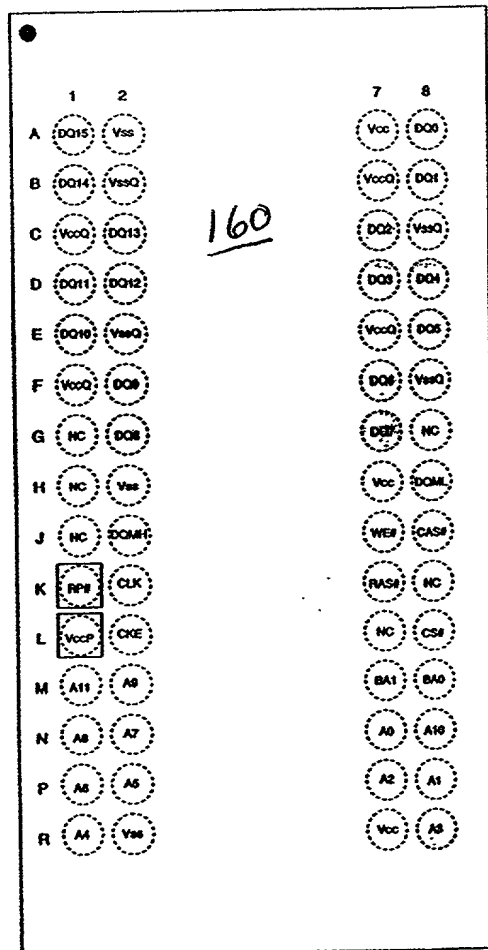 1 2 7 8
A DQ15 Vss Vcc DQ0
B DQ14 VssQ VccQ DQ1
160
C VccQ DQ13 DQ2 VssQ
D DQ11 DQ12 DQ3 DQ4
E DQ10 VssQ VccQ DQ5
F VccQ DQ9 DQ6 VssQ
G NC DQ8 DQ7 NC
H NC Vss Vcc DQML
J NC DQMH WE# CAS#
K RP# CLK RAS# NC
L VccP CKE NC CS#
M A11 A9 BA1 BA0
N A8 A7 A0 A10
P A6 A5 A2 A1
R A4 Vss Vcc A3